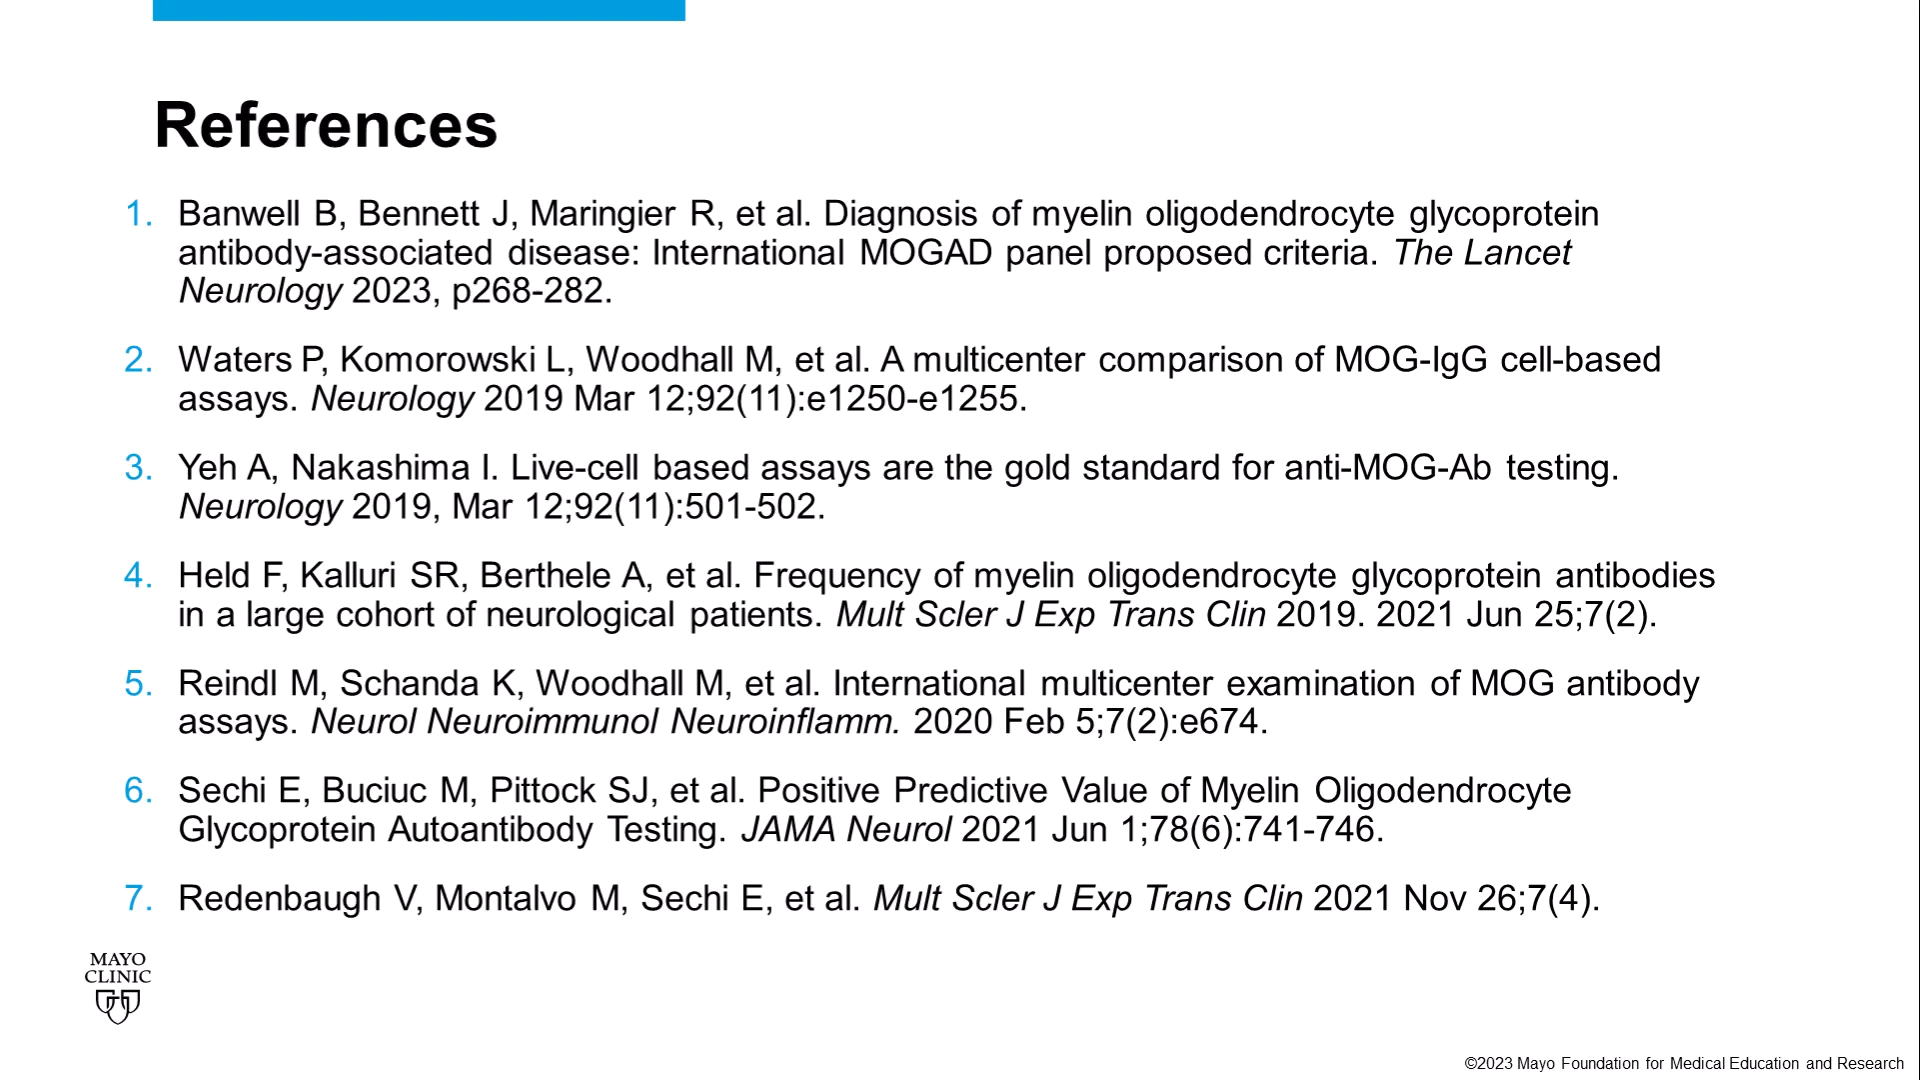 References
1. Banwell B, Bennett J, Maringier R, et al. Diagnosis of myelin oligodendrocyte glycoprotein
antibody-associated disease: International MOGAD panel proposed criteria. The Lancet
Neurology 2023, p268-282.
2. Waters P, Komorowski L, Woodhall M, et al. A multicenter comparison of MOG-IgG cell-based
assays. Neurology 2019 Mar 12;92(11):e1250-e1255.
3. Yeh A, Nakashima I. Live-cell based assays are the gold standard for anti-MOG-Ab testing.
Neurology 2019, Mar 12;92(11):501-502.
4. Held F, Kalluri SR, Berthele A, et al. Frequency of myelin oligodendrocyte glycoprotein antibodies
in a large cohort of neurological patients. Mult Scler J Exp Trans Clin 2019. 2021 Jun 25;7(2).
5. Reindl M, Schanda K, Woodhall M, et al. International multicenter examination of MOG antibody
assays. Neurol Neuroimmunol Neuroinflamm. 2020 Feb 5;7(2):e674.
6. Sechi E, Buciuc M, Pittock SJ, et al. Positive Predictive Value of Myelin Oligodendrocyte
Glycoprotein Autoantibody Testing. JAMA Neurol 2021 Jun 1;78(6):741-746.
7. Redenbaugh V, Montalvo M, Sechi E, et al. Mult Scler J Exp Trans Clin 2021 Nov 26;7(4).
MAYO
CLINIC
©2023 Mayo Foundation for Medical Education and Research